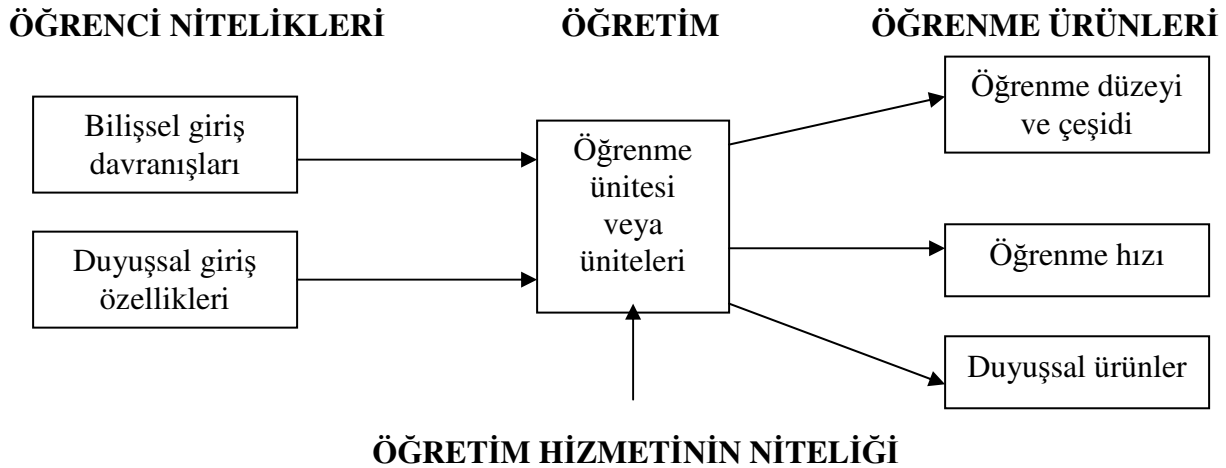 ÖĞRENCİ NİTELİKLERİ
ÖĞRETİM
ÖĞRENME ÜRÜNLERİ
Bilişsel giriş
davranışları
Duyuşsal giriş
özellikleri
Öğrenme
ünitesi
veya
üniteleri
Öğrenme düzeyi
ve çeşidi
Öğrenme hızı
Duyuşsal ürünler
ÖĞRETİM HİZMETİNİN NİTELİĞİ